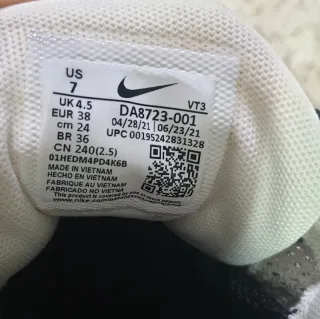 US
7
VT3
UK 4.5
EUR 38
cm 24
BR 36
CN 240(2.5)
DA8723-001
04/28/21 06/23/21
UPC 00195242831328
01HEDM4PD4K6B
MADE IN VIETNAM
HECHO EN VIETNAM
FABRIQUÉ AU VIETNAM
FABRICADO NO VIETNÃ